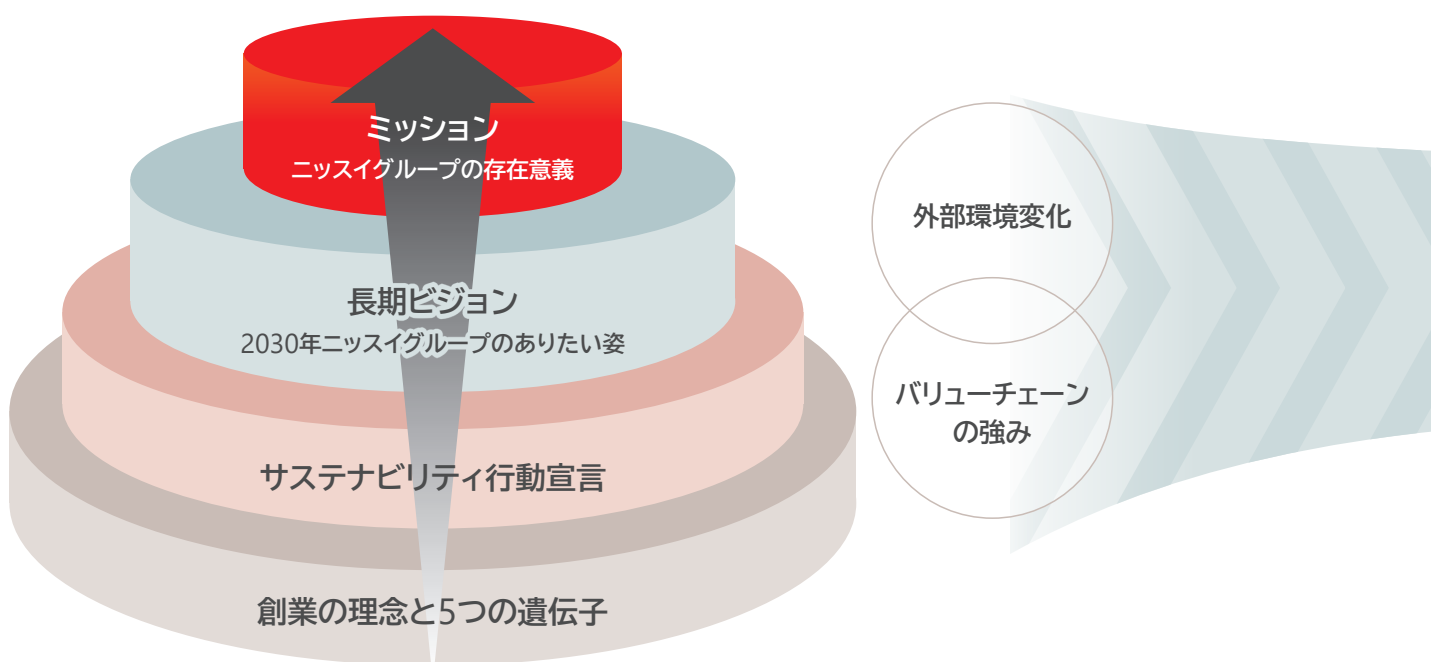 ミッション
ニッスイグループの存在意義
長期ビジョン
2030年ニッスイグループのありたい姿
サステナビリティ行動宣言
創業の理念と5つの遺伝子
外部環境変化
バリューチェーン
の強み